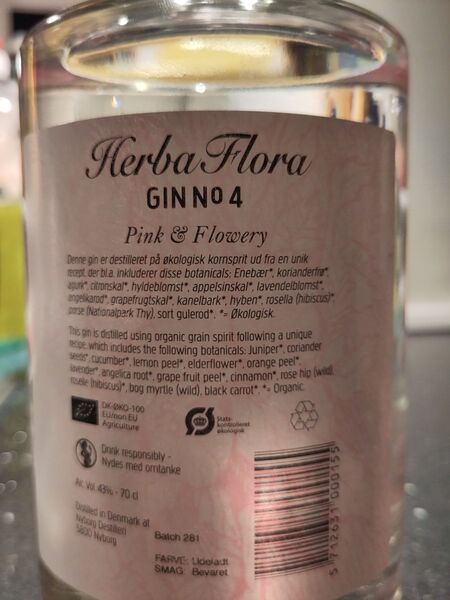 Herba Flora
GIN NO 4
Pink & Flowery
Denne gin er destilleret på økologisk kornsprit ud fra en unik
recept, der bl.a. inkluderer disse botanicals: Enebær*, korianderfrø*,
agurk*, citronskal*, hyldeblomst*, appelsinskal*, lavendelblomst*,
angelikarod*, grapefrugtskal*, kanelbark*, hyben*, rosella (hibiscus)*,
porse (Nationalpark Thy), sort gulerod*. *= Økologisk.
This gin is distilled using organic grain spirit following a unique
recipe, which includes the following botanicals: Juniper*, coriander
seeds*, cucumber*, lemon peel*, elderflower*, orange peel*,
lavender*, angelica root*, grape fruit peel*, cinnamon*, rose hip (wild),
roselle (hibiscus)*, bog myrtle (wild), black carrot*. *= Organic.
DK-ØKO-100
EU/non EU
Agriculture
Ø
Stats-
kontrolleret
økologisk
Drink responsibly -
Nydes med omtanke
Alc. Vol. 43% - 70 cl
Distilled in Denmark at
Nyborg Destilleri
5800 Nyborg
Batch 281
FARVE: Udeladt
SMAG: Bevaret
5 712651 000155